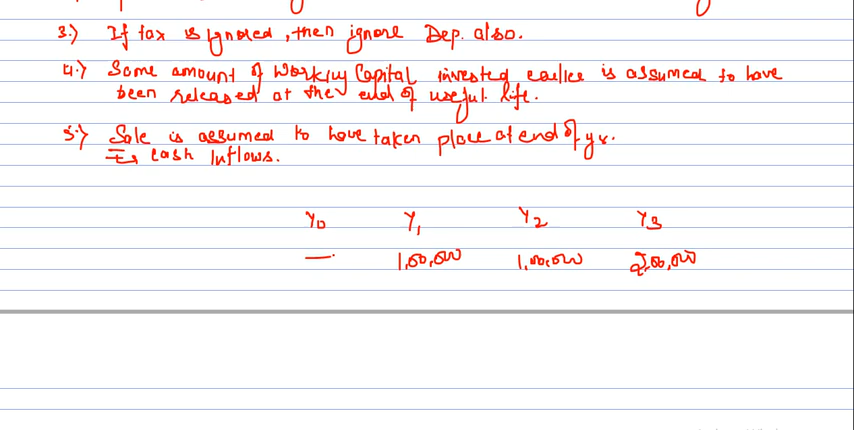 3.) If tax is ignored, then ignore Dep. also.
4.) Same amount of Working Capital invested earlier is assumed to have
been released at the end of useful life.
5.) Sale is assumed to have taken place at end of yr.
cash Inflows.
Y0 Y1 Y2 Y3
— 1,00,000 1,00,000 2,00,000